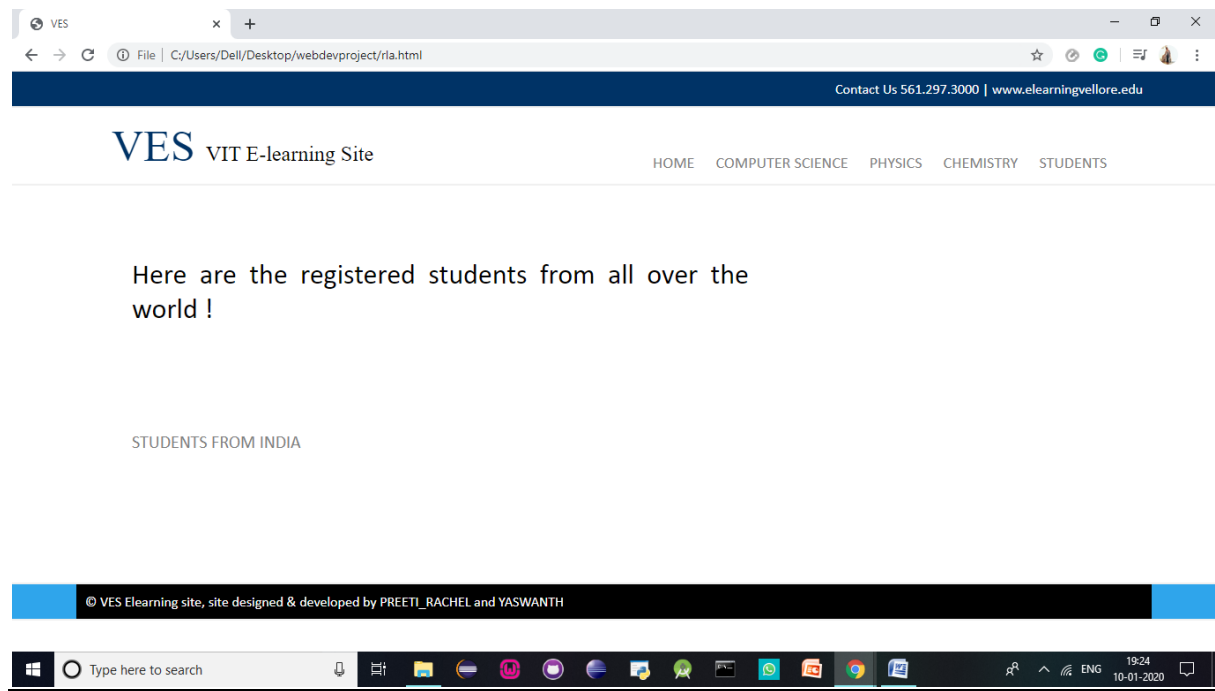 VES
File | C:/Users/Dell/Desktop/webdevproject/rla.html
Contact Us 561.297.3000 | www.elearningvellore.edu
VES VIT E-learning Site
HOME COMPUTER SCIENCE PHYSICS CHEMISTRY STUDENTS
Here are the registered students from all over the
world !
STUDENTS FROM INDIA
© VES Elearning site, site designed & developed by PREETI_RACHEL and YASWANTH
Type here to search
ENG
19:24
10-01-2020